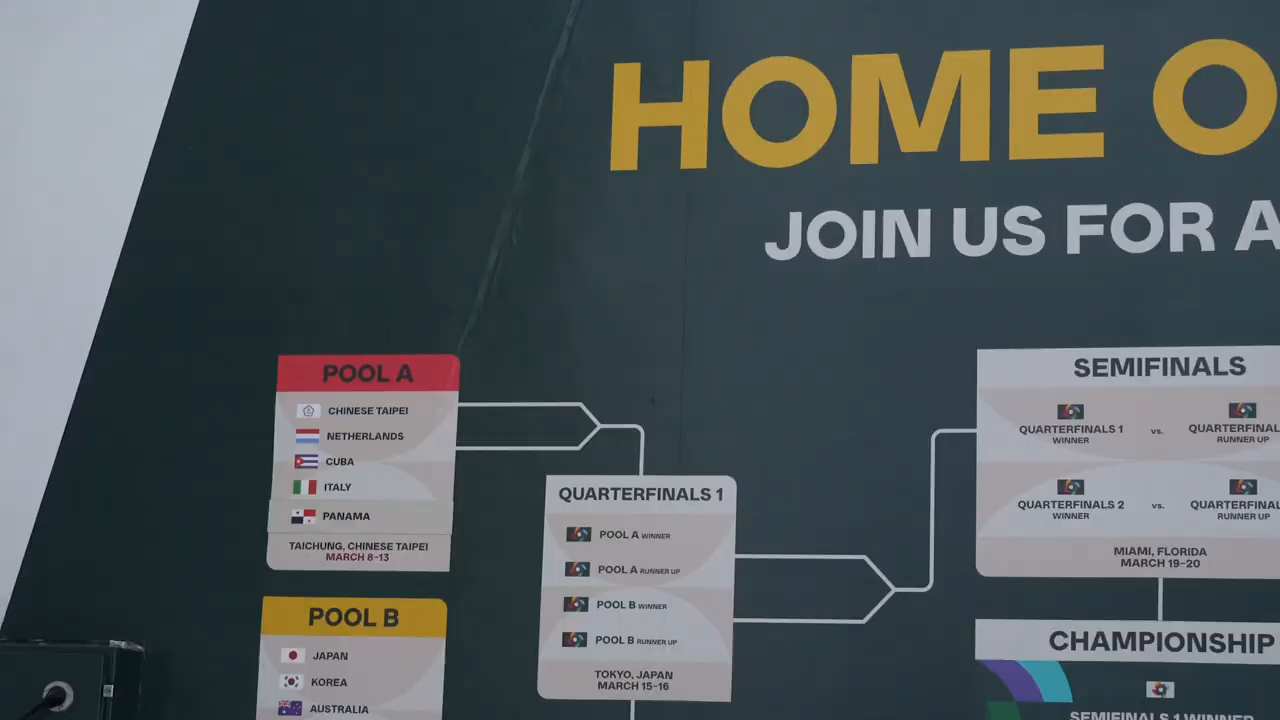 HOME O
JOIN US FOR A
POOL A
CHINESE TAIPEI
NETHERLANDS
CUBA
ITALY
PANAMA
TAICHUNG, CHINESE TAIPEI
MARCH 8-13
POOL B
JAPAN
KOREA
AUSTRALIA
QUARTERFINALS 1
POOL A WINNER
POOL A RUNNER UP
POOL B WINNER
POOL B RUNNER UP
TOKYO, JAPAN
MARCH 15-16
SEMIFINALS
QUARTERFINALS 1 vs. QUARTERFINAL
WINNER RUNNER UP
QUARTERFINALS 2 vs. QUARTERFINAL
WINNER RUNNER UP
MIAMI, FLORIDA
MARCH 19-20
CHAMPIONSHIP
SEMIFINALS 1 WINNER